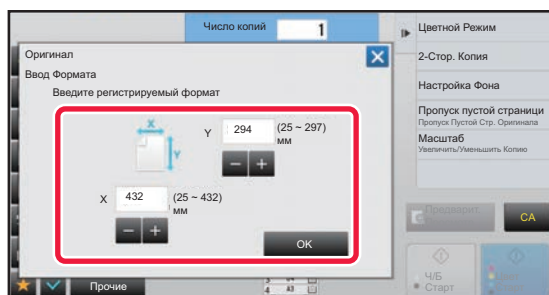 Число копий
1
Оригинал
Ввод Формата
Введите регистрируемый формат
X
Y
Y
294
(25 ~ 297)
мм
X
432
(25 ~ 432)
мм
OK
Прочие
Цветной Режим
2-Стор. Копия
Настройка Фона
Пропуск пустой страници
Пропуск Пустой Стр. Оригинала
Масштаб
Увеличить/Уменьшить Копию
Предварит.
CA
Ч/Б
Старт